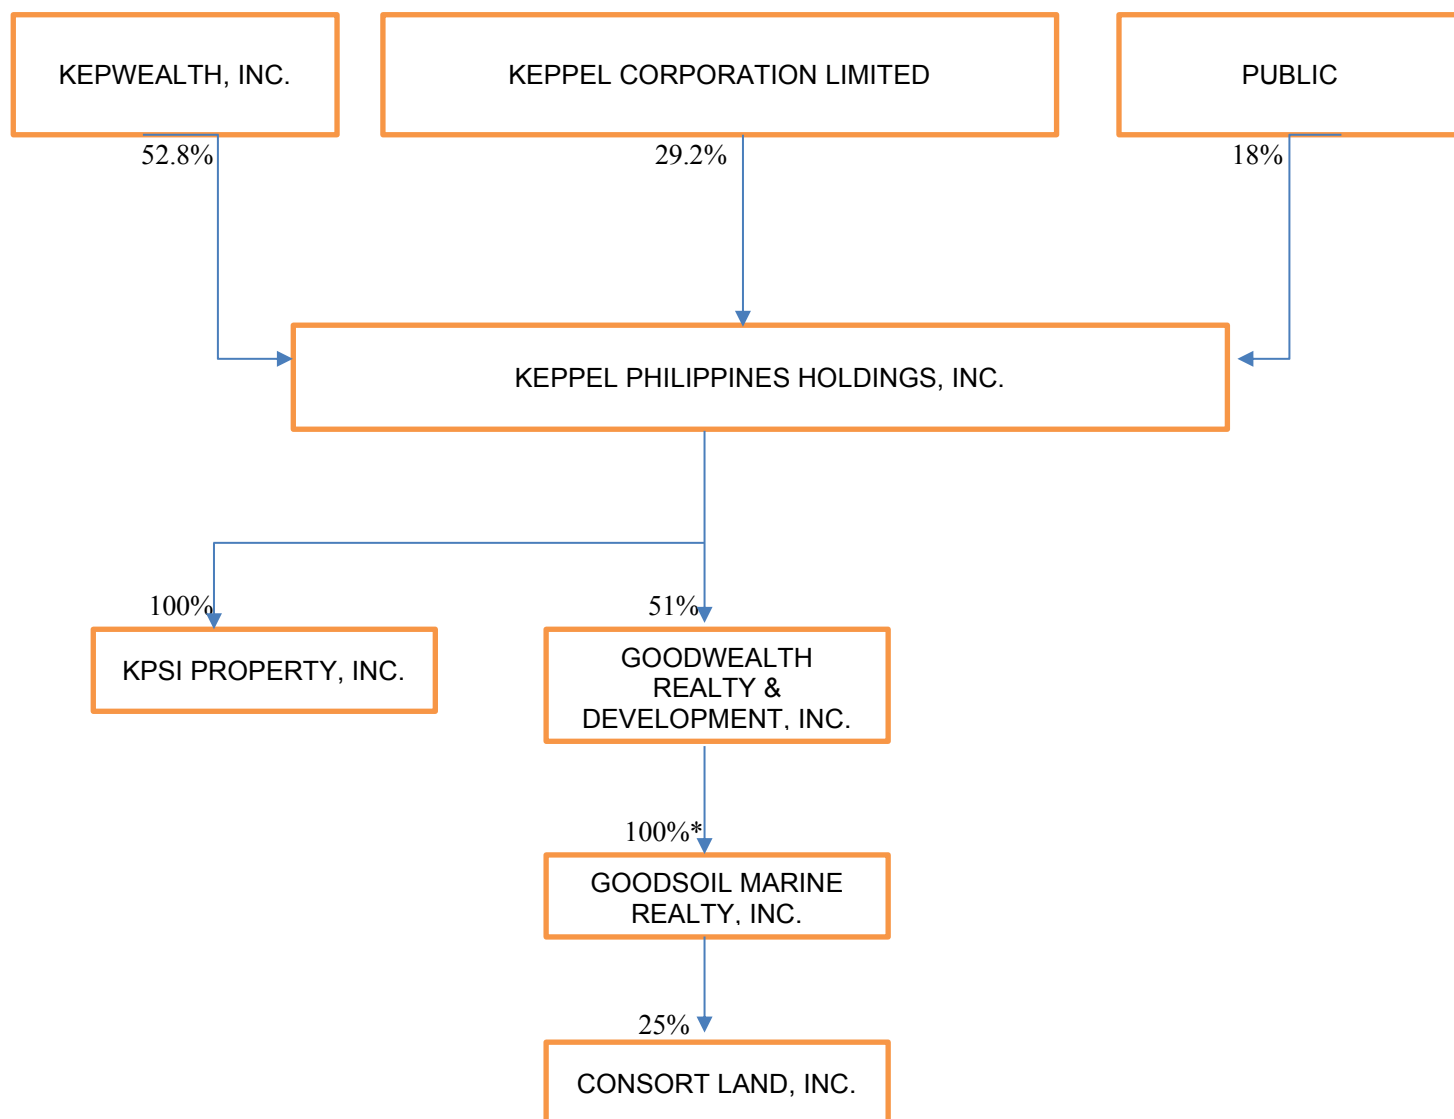 KEPWEALTH, INC.
KEPPEL CORPORATION LIMITED
PUBLIC
52.8%
29.2%
18%
KEPPEL PHILIPPINES HOLDINGS, INC.
100%
51%
KPSI PROPERTY, INC.
GOODWEALTH
REALTY &
DEVELOPMENT, INC.
100%*
GOODSOIL MARINE
REALTY, INC.
25%
CONSORT LAND, INC.